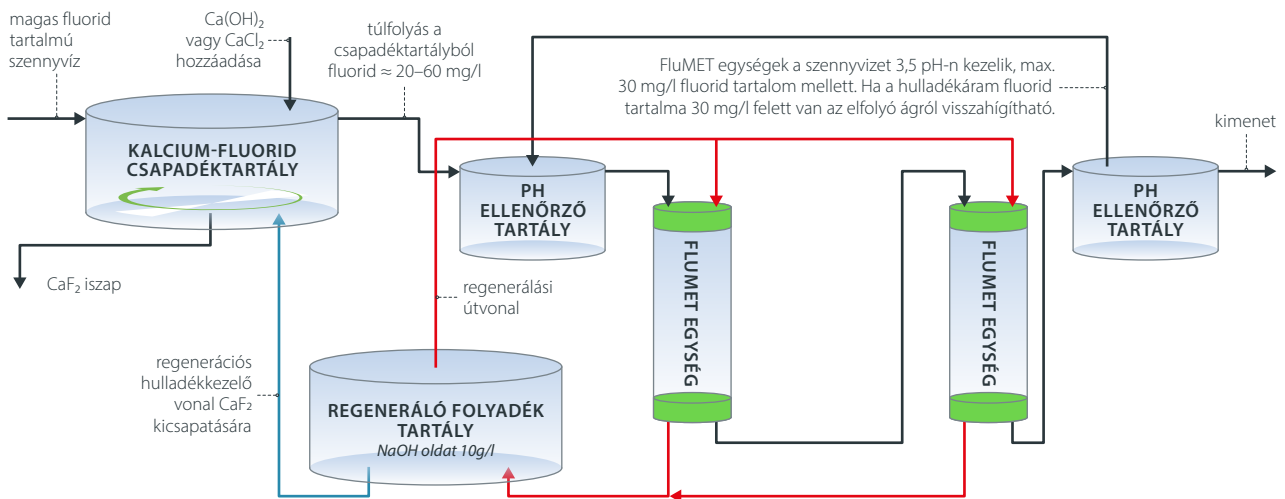 magas fluorid
tartalmú
szennyvíz
Ca(OH)₂
vagy CaCl₂
hozzáadása
túlfolyás a
csapadéktartályból
fluorid ≈ 20–60 mg/l
FluMET egységek a szennyvizet 3,5 pH-n kezelik, max.
30 mg/l fluorid tartalom mellett. Ha a hulladékáram fluorid
tartalma 30 mg/l felett van az elfolyó ágról visszahígítható.
kimenet
KALCIUM-FLUORID
CSAPADÉKTARTÁLY
PH
ELLENŐRZŐ
TARTÁLY
FLUMET EGYSÉG
FLUMET EGYSÉG
PH
ELLENŐRZŐ
TARTÁLY
CaF₂ iszap
regenerálási
útvonal
regenerációs
hulladékkezelő
vonal CaF₂
kicsapatására
REGENERÁLÓ FOLYADÉK
TARTÁLY
NaOH oldat 10g/l